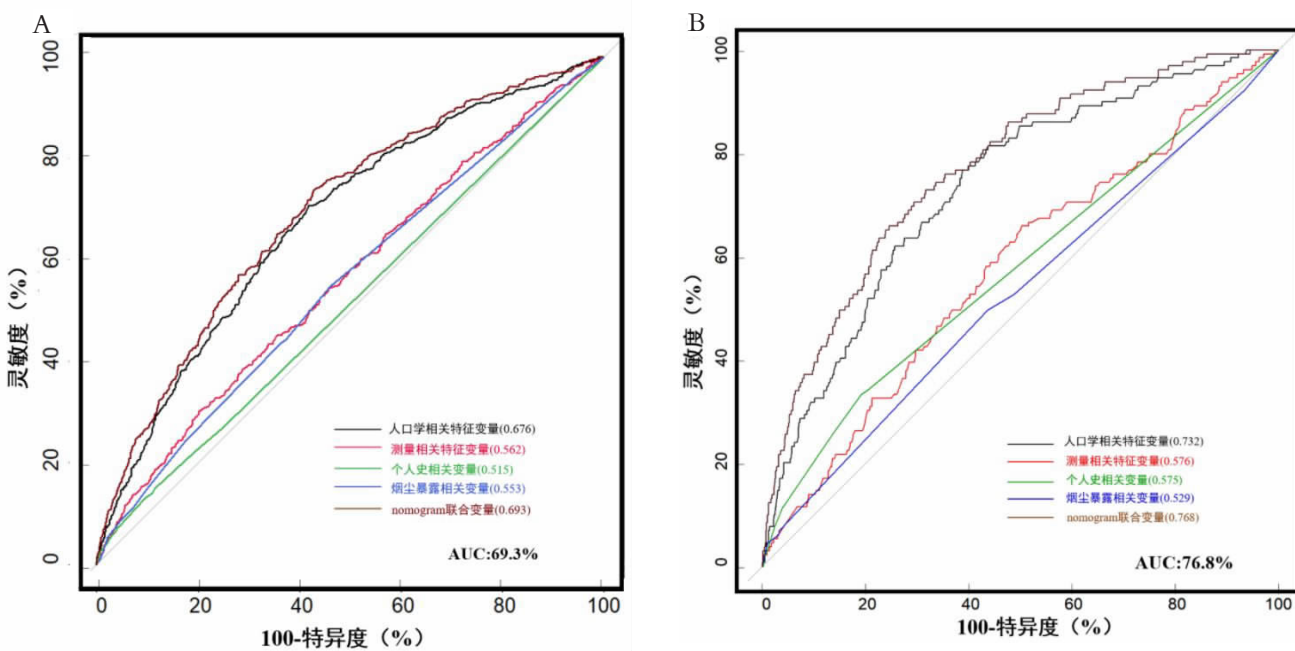 A
灵敏度（%）
100
80
60
40
20
0
人口学相关特征变量(0.676)
测量相关特征变量(0.562)
个人史相关变量(0.515)
烟尘暴露相关变量(0.553)
nomogram联合变量(0.693)
AUC:69.3%
0 20 40 60 80 100
100-特异度（%）
B
灵敏度（%）
100
80
60
40
20
0
人口学相关特征变量(0.732)
测量相关特征变量(0.576)
个人史相关变量(0.575)
烟尘暴露相关变量(0.529)
nomogram联合变量(0.768)
AUC:76.8%
0 20 40 60 80 100
100-特异度（%）